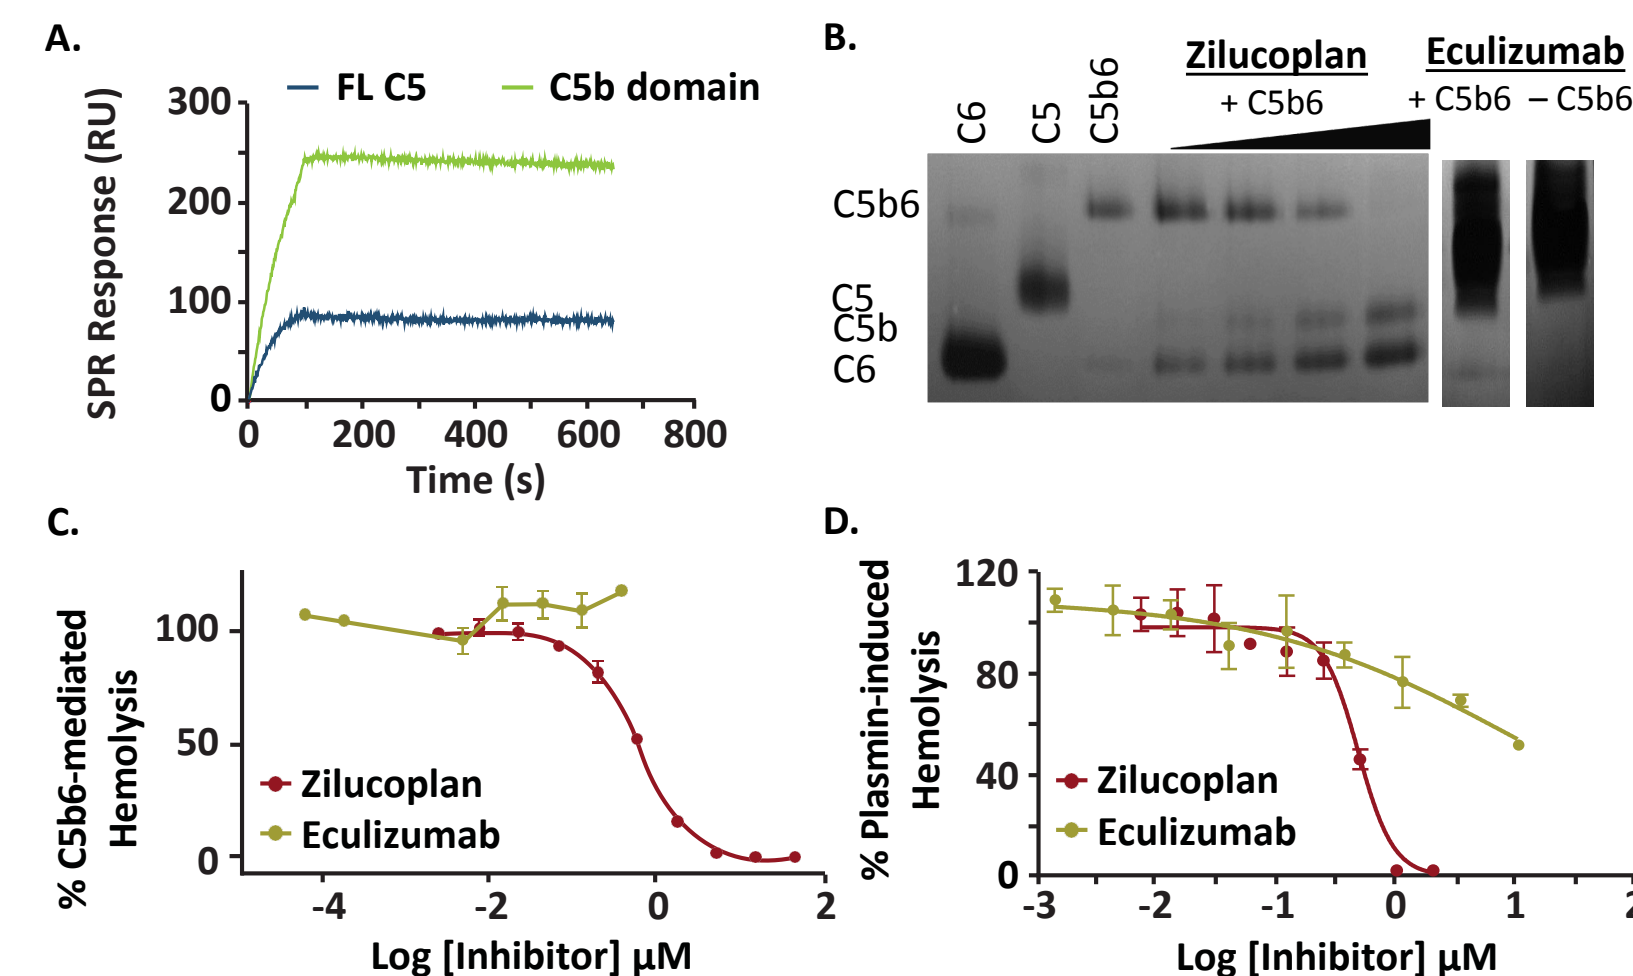 A.
FL C5
C5b domain
SPR Response (RU)
300
200
100
0
0 200 400 600 800
Time (s)
B.
C6
C5
C5b6
Zilucoplan
+ C5b6
Eculizumab
+ C5b6 – C5b6
C5b6
C5
C5b
C6
C.
% C5b6-mediated
Hemolysis
100
50
0
Zilucoplan
Eculizumab
-4 -2 0 2
Log [Inhibitor] μM
D.
% Plasmin-induced
Hemolysis
120
80
40
0
Zilucoplan
Eculizumab
-3 -2 -1 0 1 2
Log [Inhibitor] μM